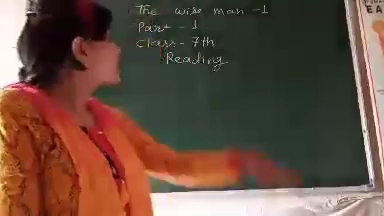 The wise man -1
Part - 1
Class - 7th
Reading